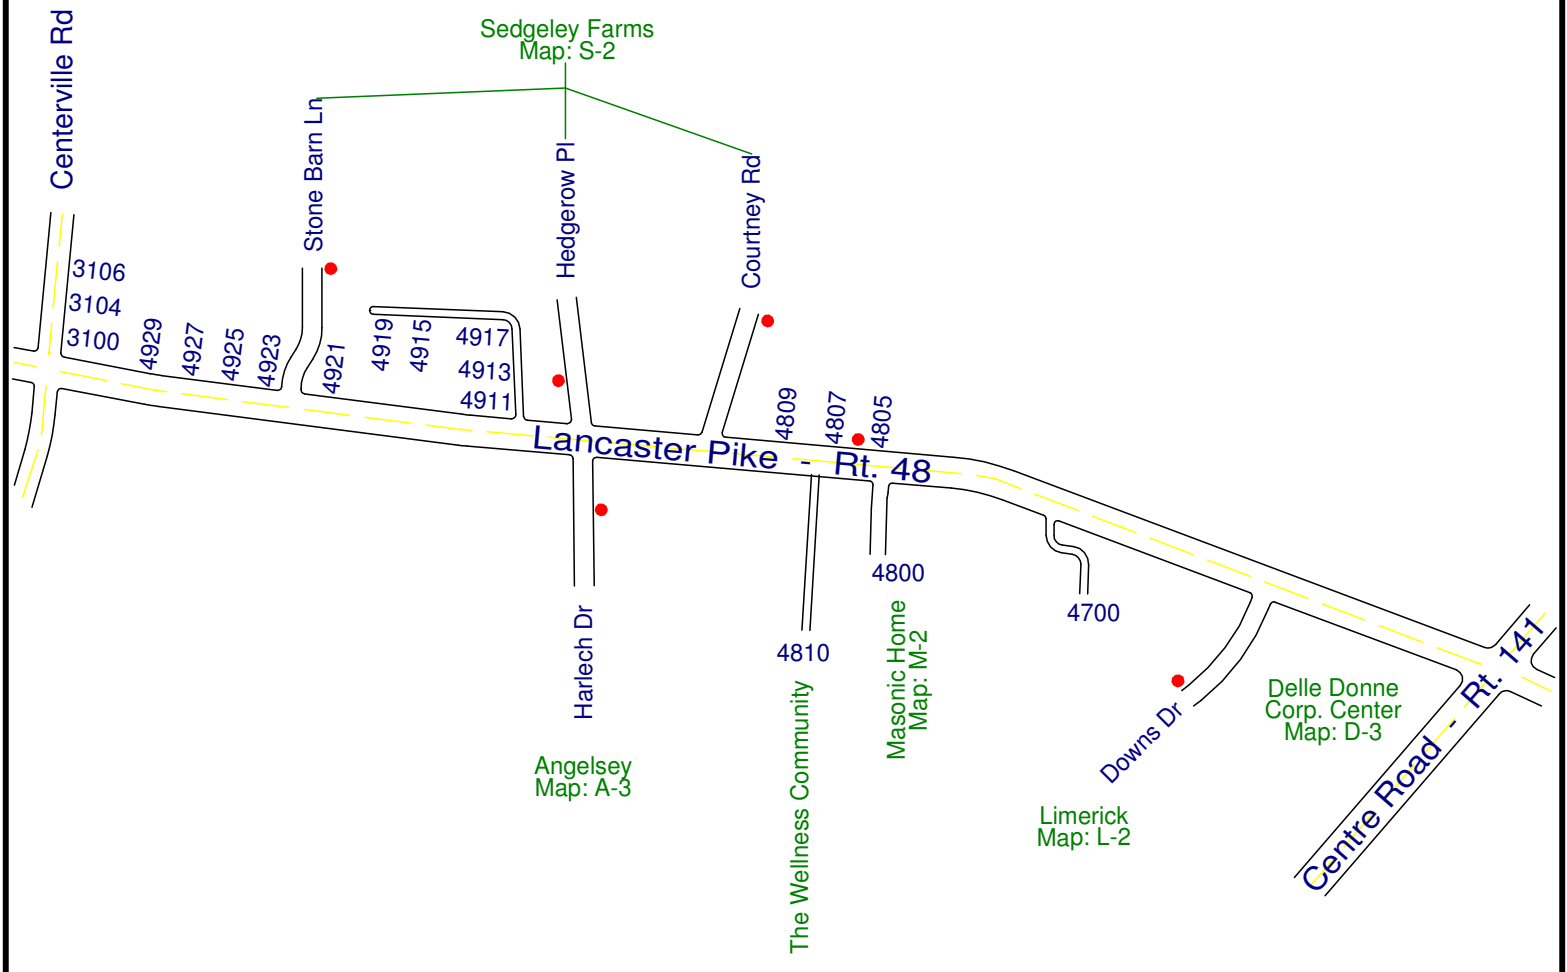 Centerville Rd
Sedgeley Farms
Map: S-2
Stone Barn Ln
Hedgerow Pl
Courtney Rd
3106
3104
3100
4929
4927
4925
4923
4921
4919
4915
4917
4913
4911
4809
4807
4805
Lancaster Pike - Rt. 48
4800
4700
4810
Harlech Dr
Masonic Home
Map: M-2
The Wellness Community
Angelsey
Map: A-3
Downs Dr
Limerick
Map: L-2
Delle Donne
Corp. Center
Map: D-3
Centre Road - Rt. 141